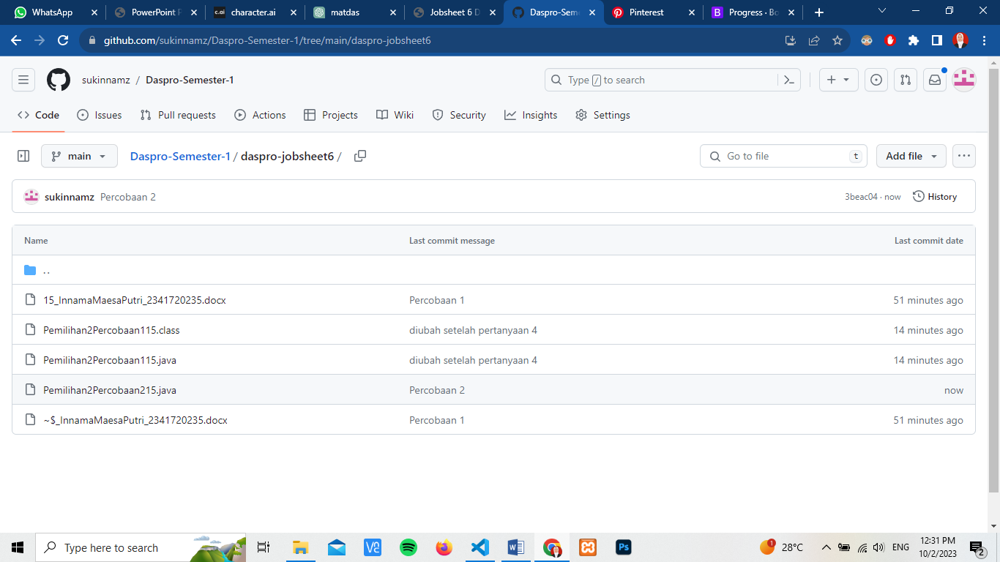 WhatsApp
PowerPoint P
character.ai
matdas
Jobsheet 6 D
Daspro-Seme
Pinterest
Progress · Bo
github.com/sukinnamz/Daspro-Semester-1/tree/main/daspro-jobsheet6
sukinnamz / Daspro-Semester-1
Type / to search
Code
Issues
Pull requests
Actions
Projects
Wiki
Security
Insights
Settings
main
Daspro-Semester-1 / daspro-jobsheet6 /
Go to file
t
Add file
sukinnamz Percobaan 2
3beac04 · now
History
Name Last commit message Last commit date
. .
15_InnamaMaesaPutri_2341720235.docx Percobaan 1 51 minutes ago
Pemilihan2Percobaan115.class diubah setelah pertanyaan 4 14 minutes ago
Pemilihan2Percobaan115.java diubah setelah pertanyaan 4 14 minutes ago
Pemilihan2Percobaan215.java Percobaan 2 now
~$_InnamaMaesaPutri_2341720235.docx Percobaan 1 51 minutes ago
Type here to search
1
28°C
ENG
12:31 PM
10/2/2023
2